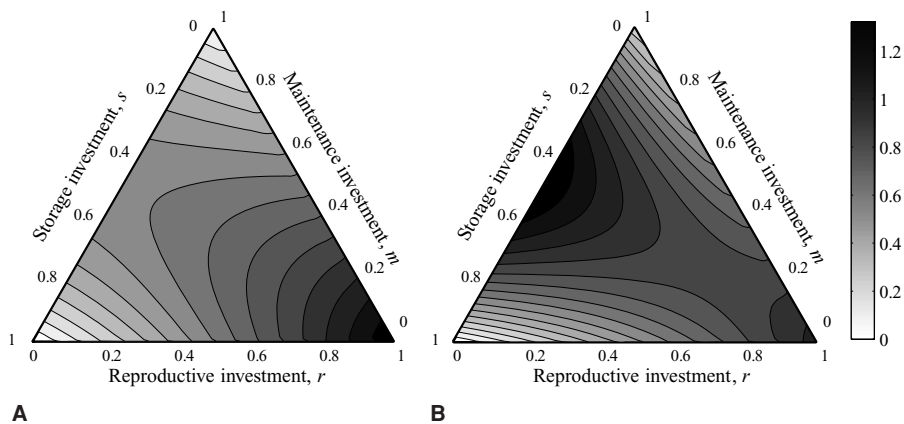 0 1
0.2 0.8
0.4 0.6
0.6 0.4
0.8 0.2
1 0
0 0.2 0.4 0.6 0.8 1
Storage investment, s
Maintenance investment, m
Reproductive investment, r
A
0 1
0.2 0.8
0.4 0.6
0.6 0.4
0.8 0.2
1 0
0 0.2 0.4 0.6 0.8 1
Storage investment, s
Maintenance investment, m
Reproductive investment, r
B
1.2
1
0.8
0.6
0.4
0.2
0